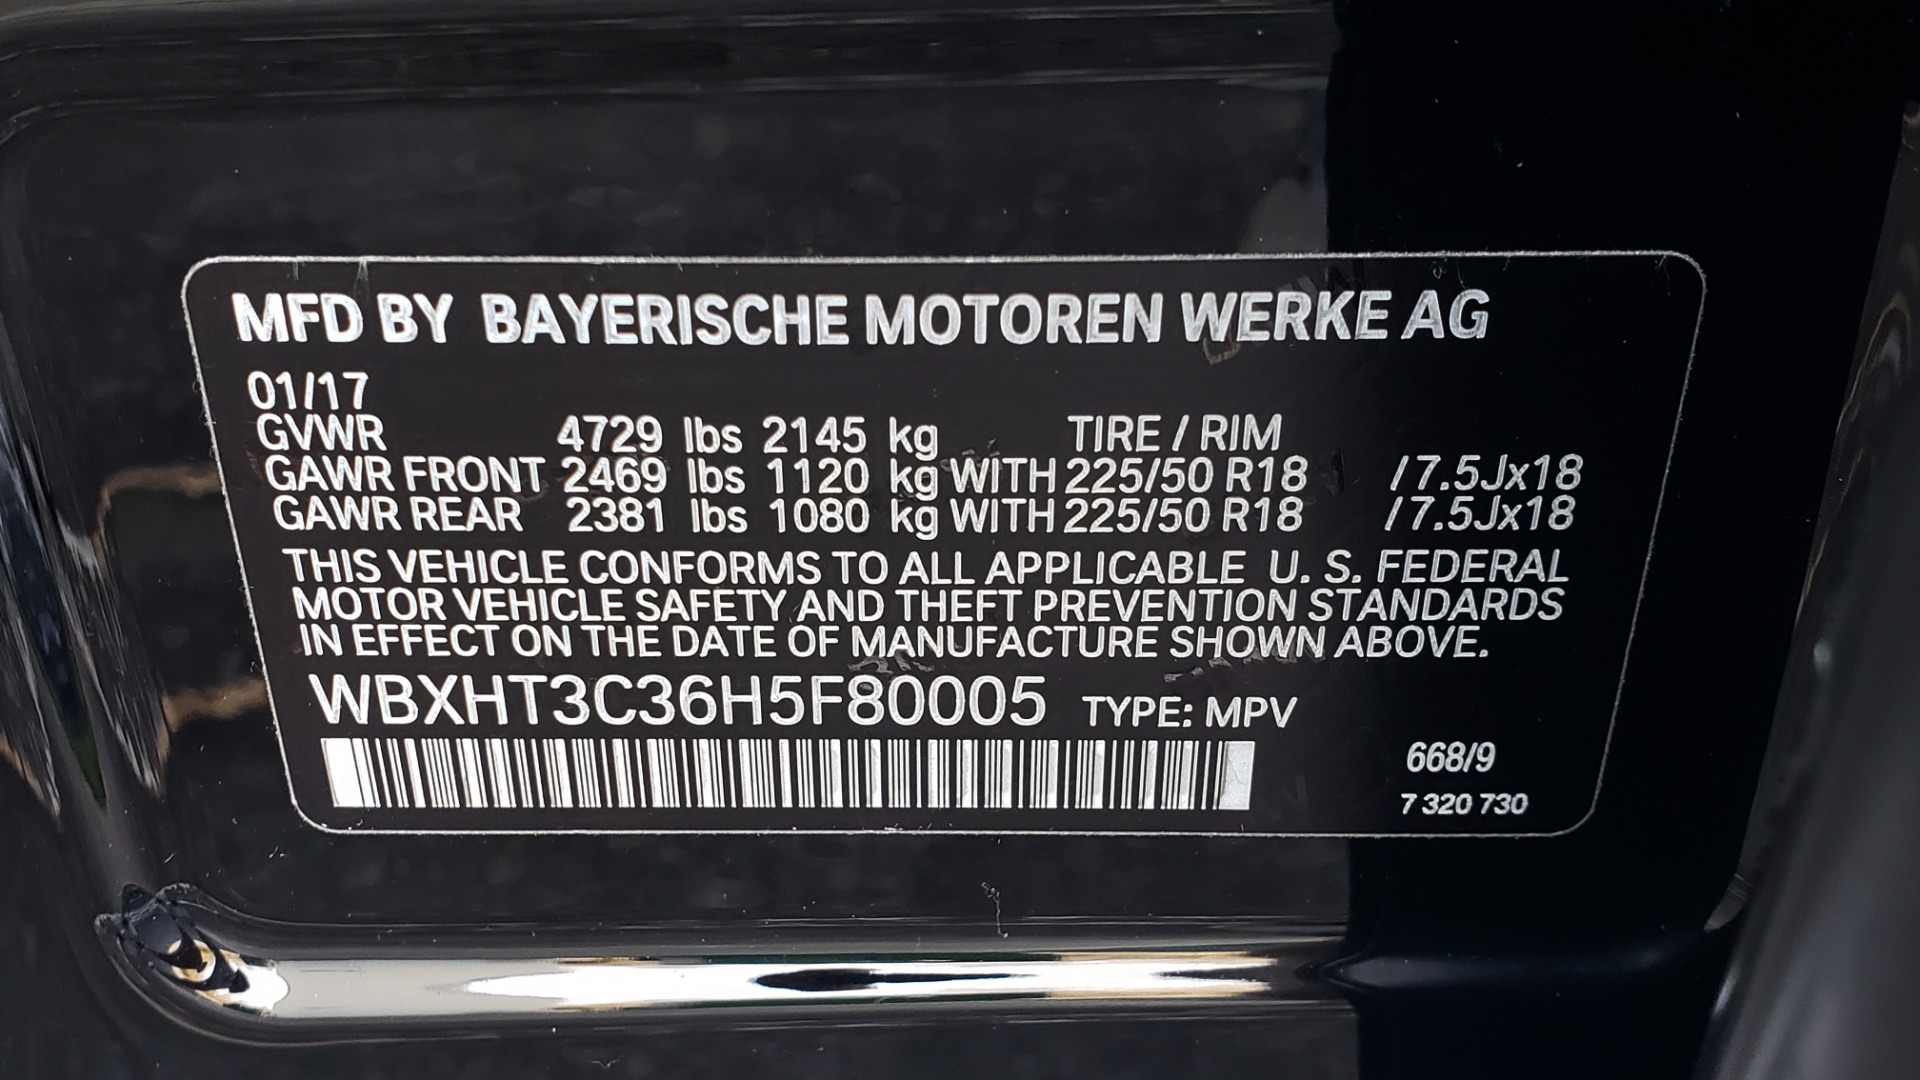 MFD BY BAYERISCHE MOTOREN WERKE AG
01/17
GVWR 4729 lbs 2145 kg TIRE / RIM
GAWR FRONT 2469 lbs 1120 kg WITH 225/50 R18 /7.5Jx18
GAWR REAR 2381 lbs 1080 kg WITH 225/50 R18 /7.5Jx18
THIS VEHICLE CONFORMS TO ALL APPLICABLE U. S. FEDERAL
MOTOR VEHICLE SAFETY AND THEFT PREVENTION STANDARDS
IN EFFECT ON THE DATE OF MANUFACTURE SHOWN ABOVE.
WBXHT3C36H5F80005 TYPE: MPV
668/9
7 320 730